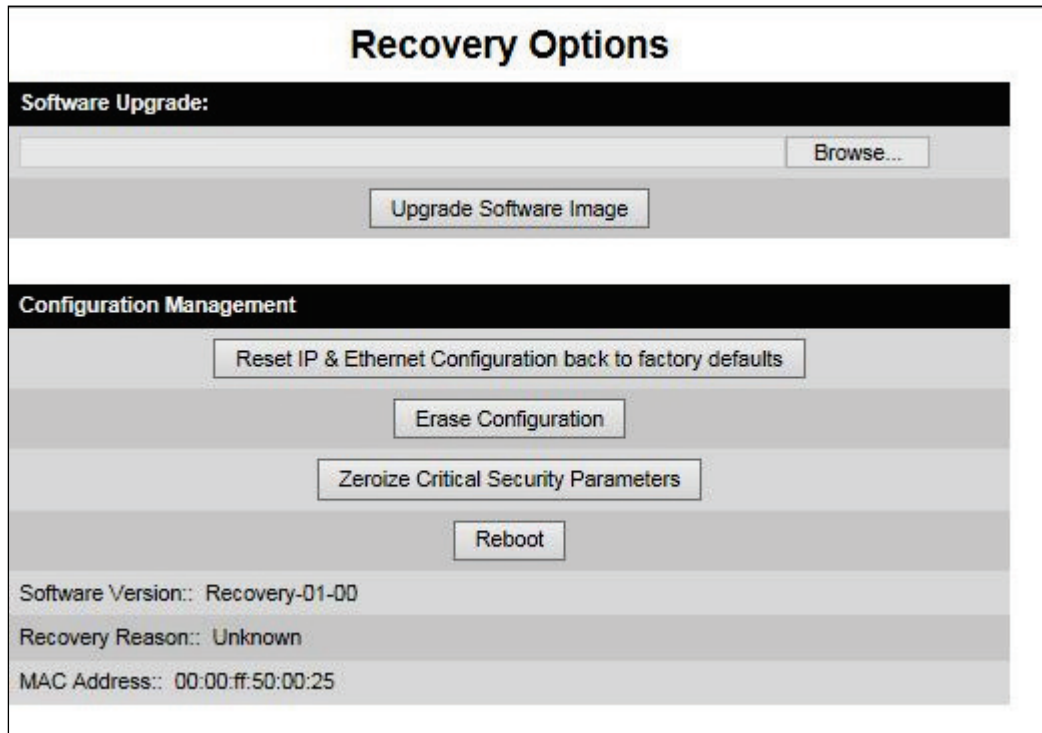 Recovery Options
Software Upgrade:
Browse...
Upgrade Software Image
Configuration Management
Reset IP & Ethernet Configuration back to factory defaults
Erase Configuration
Zeroize Critical Security Parameters
Reboot
Software Version:: Recovery-01-00
Recovery Reason:: Unknown
MAC Address:: 00:00:ff:50:00:25